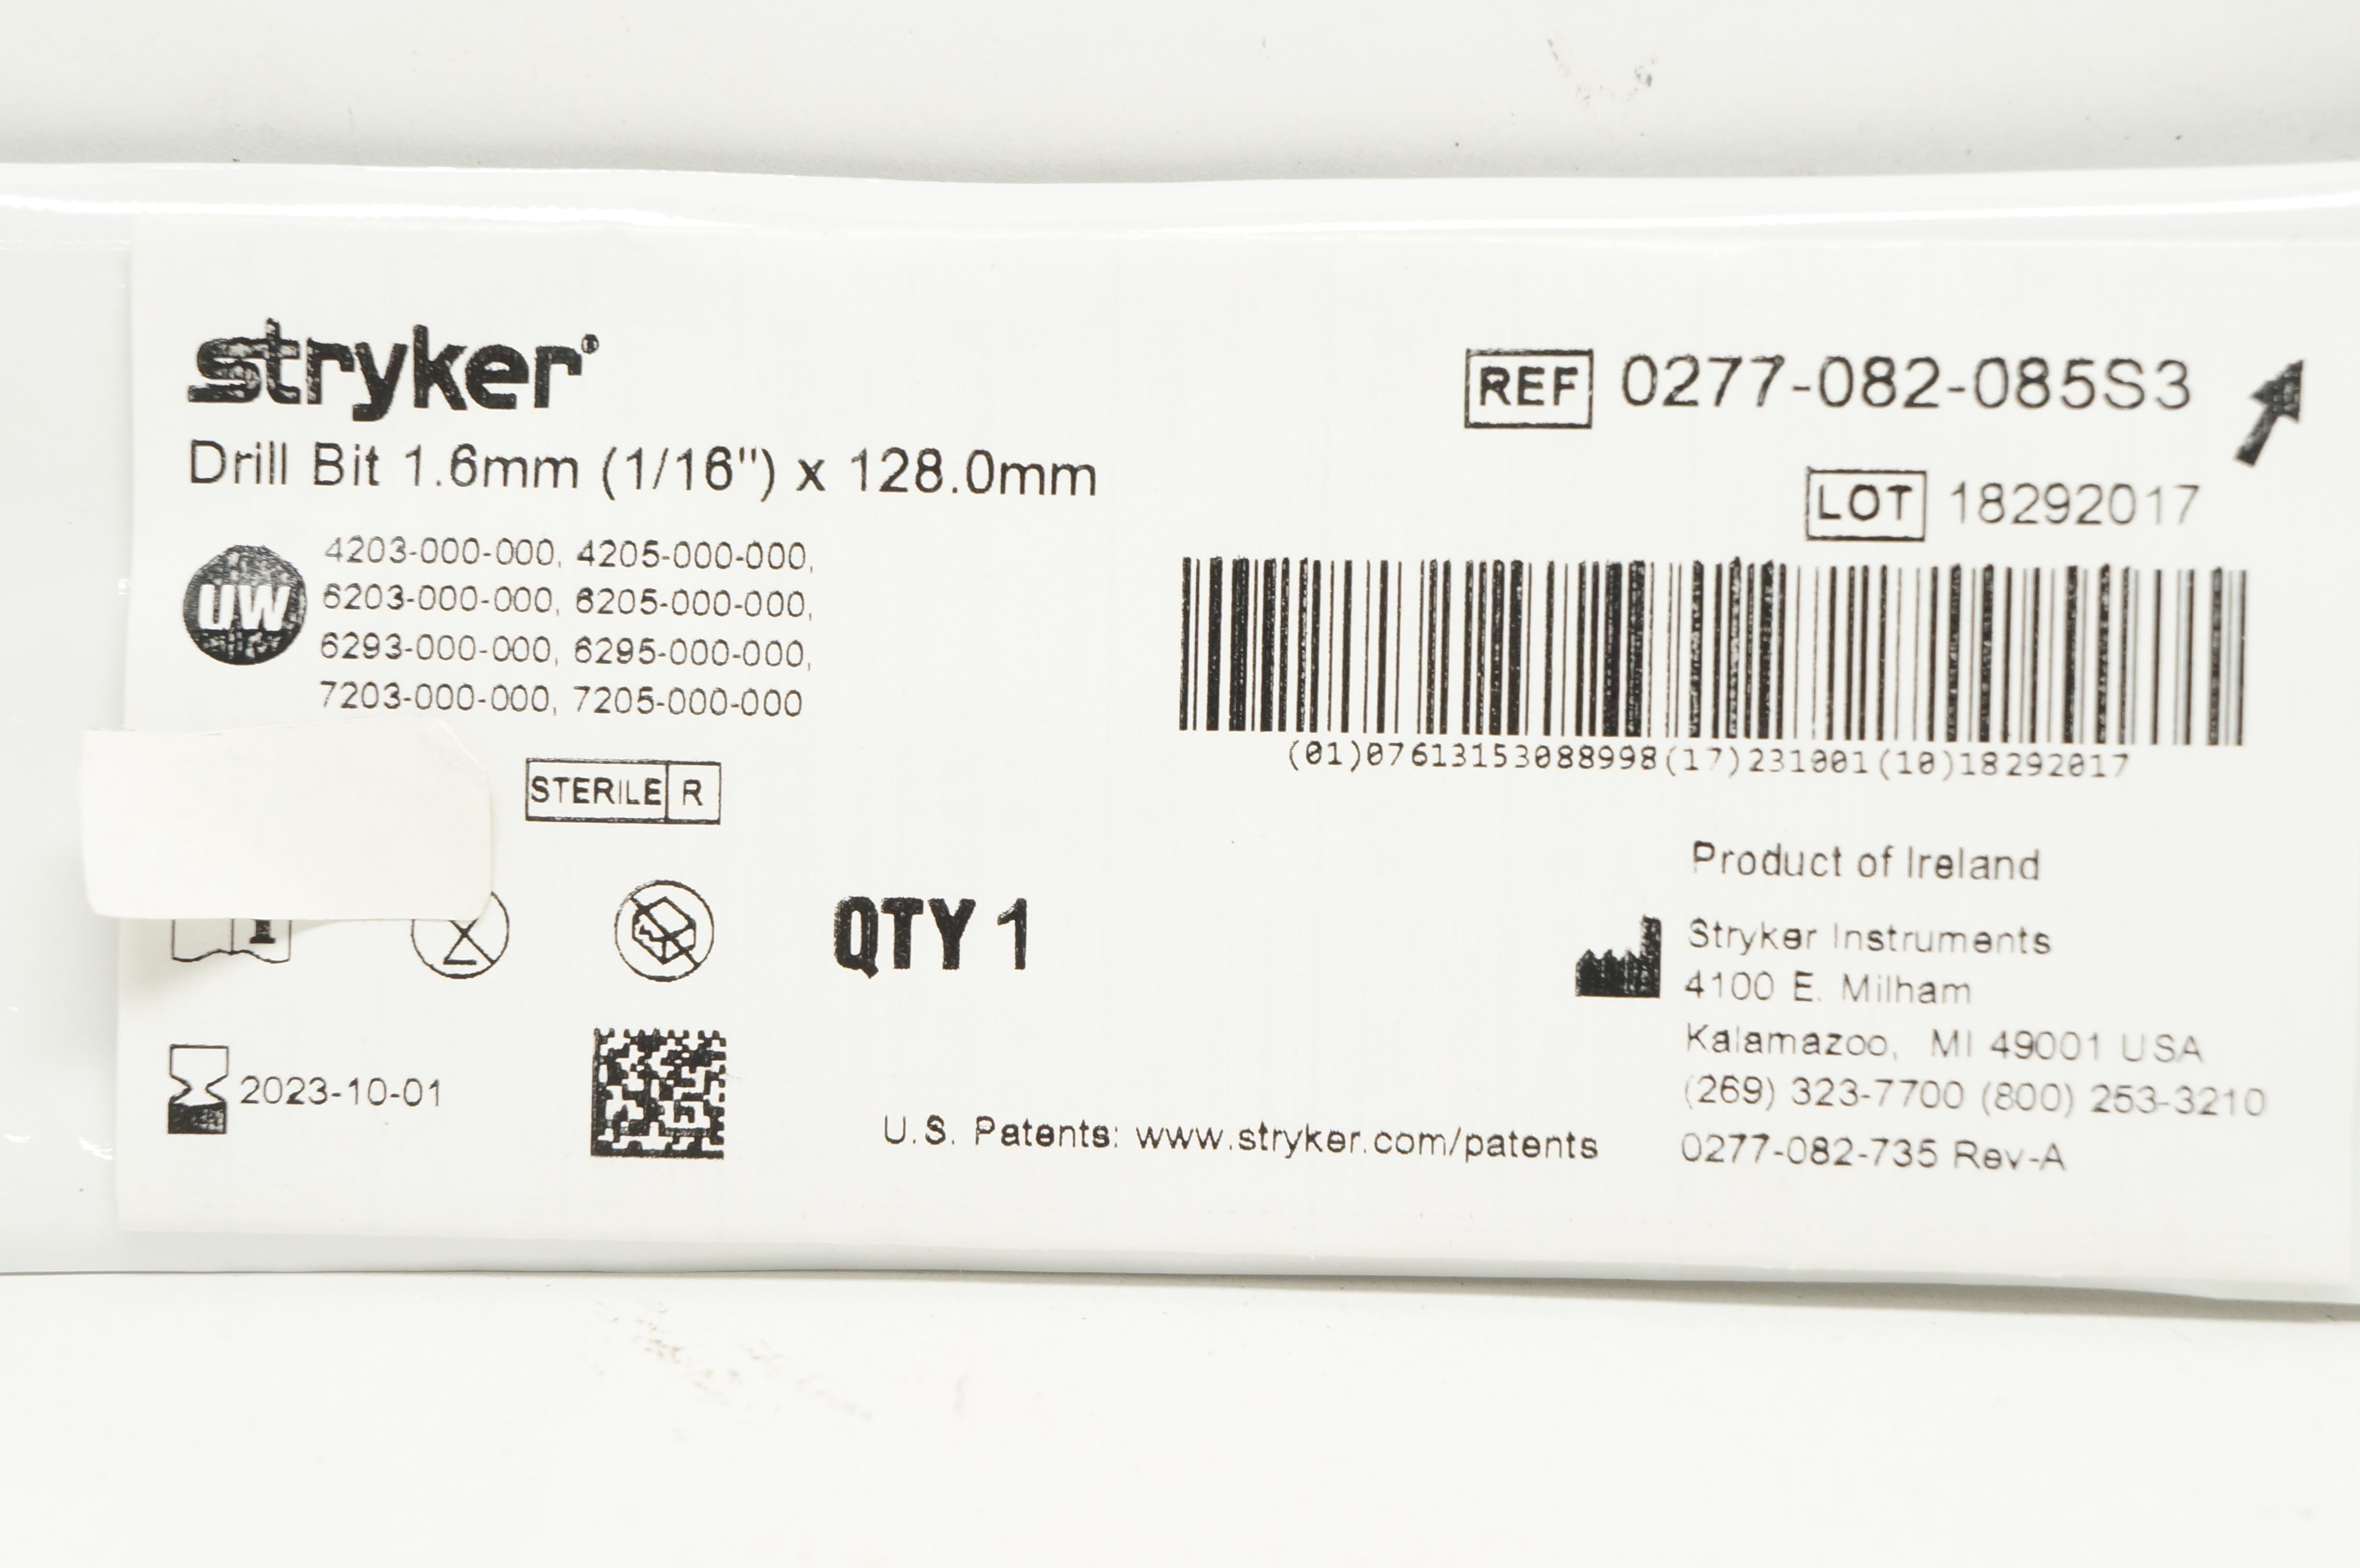 stryker®
Drill Bit 1.6mm (1/16") x 128.0mm
UW
4203-000-000, 4205-000-000,
6203-000-000, 6205-000-000,
6293-000-000, 6295-000-000,
7203-000-000, 7205-000-000
STERILE R
QTY 1
2023-10-01
U.S. Patents: www.stryker.com/patents
REF 0277-082-085S3
LOT 18292017
(01)07613153088998(17)231001(10)18292017
Product of Ireland
Stryker Instruments
4100 E. Milham
Kalamazoo, MI 49001 USA
(269) 323-7700 (800) 253-3210
0277-082-735 Rev-A